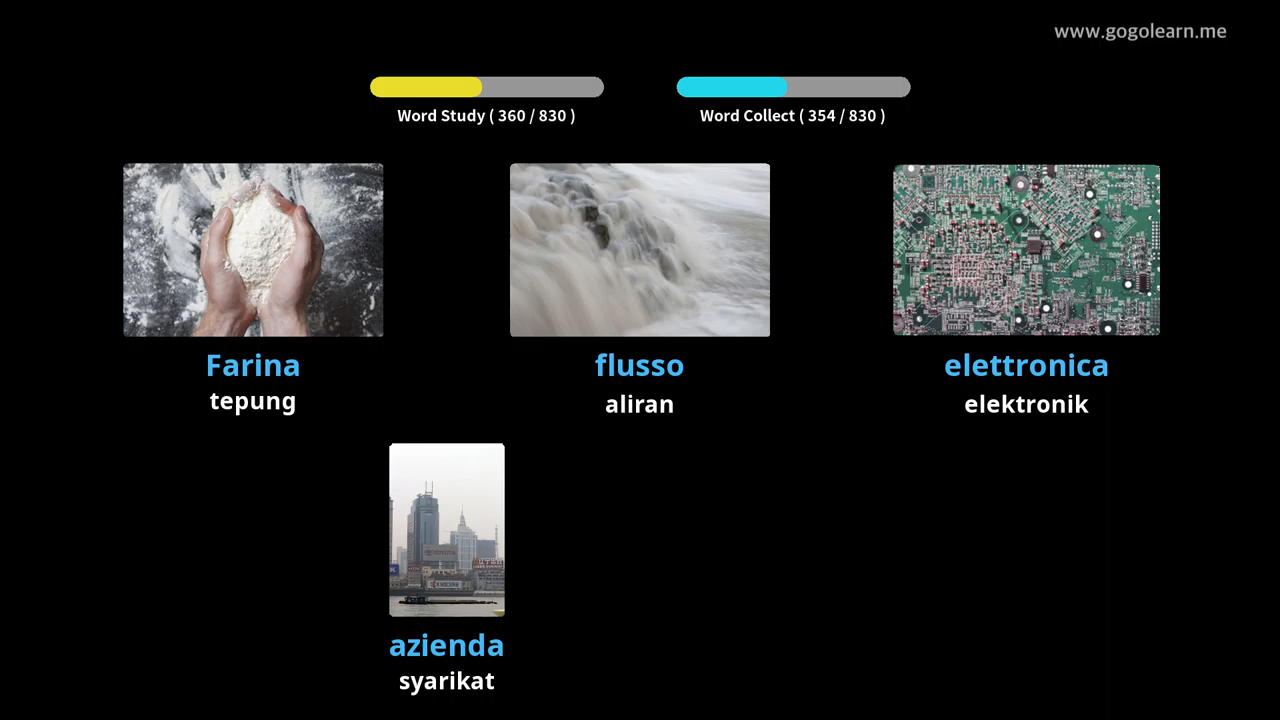 www.gogolearn.me
Word Study ( 360 / 830 )
Word Collect ( 354 / 830 )
Farina
tepung
flusso
aliran
elettronica
elektronik
TOYOTA
azienda
syarikat